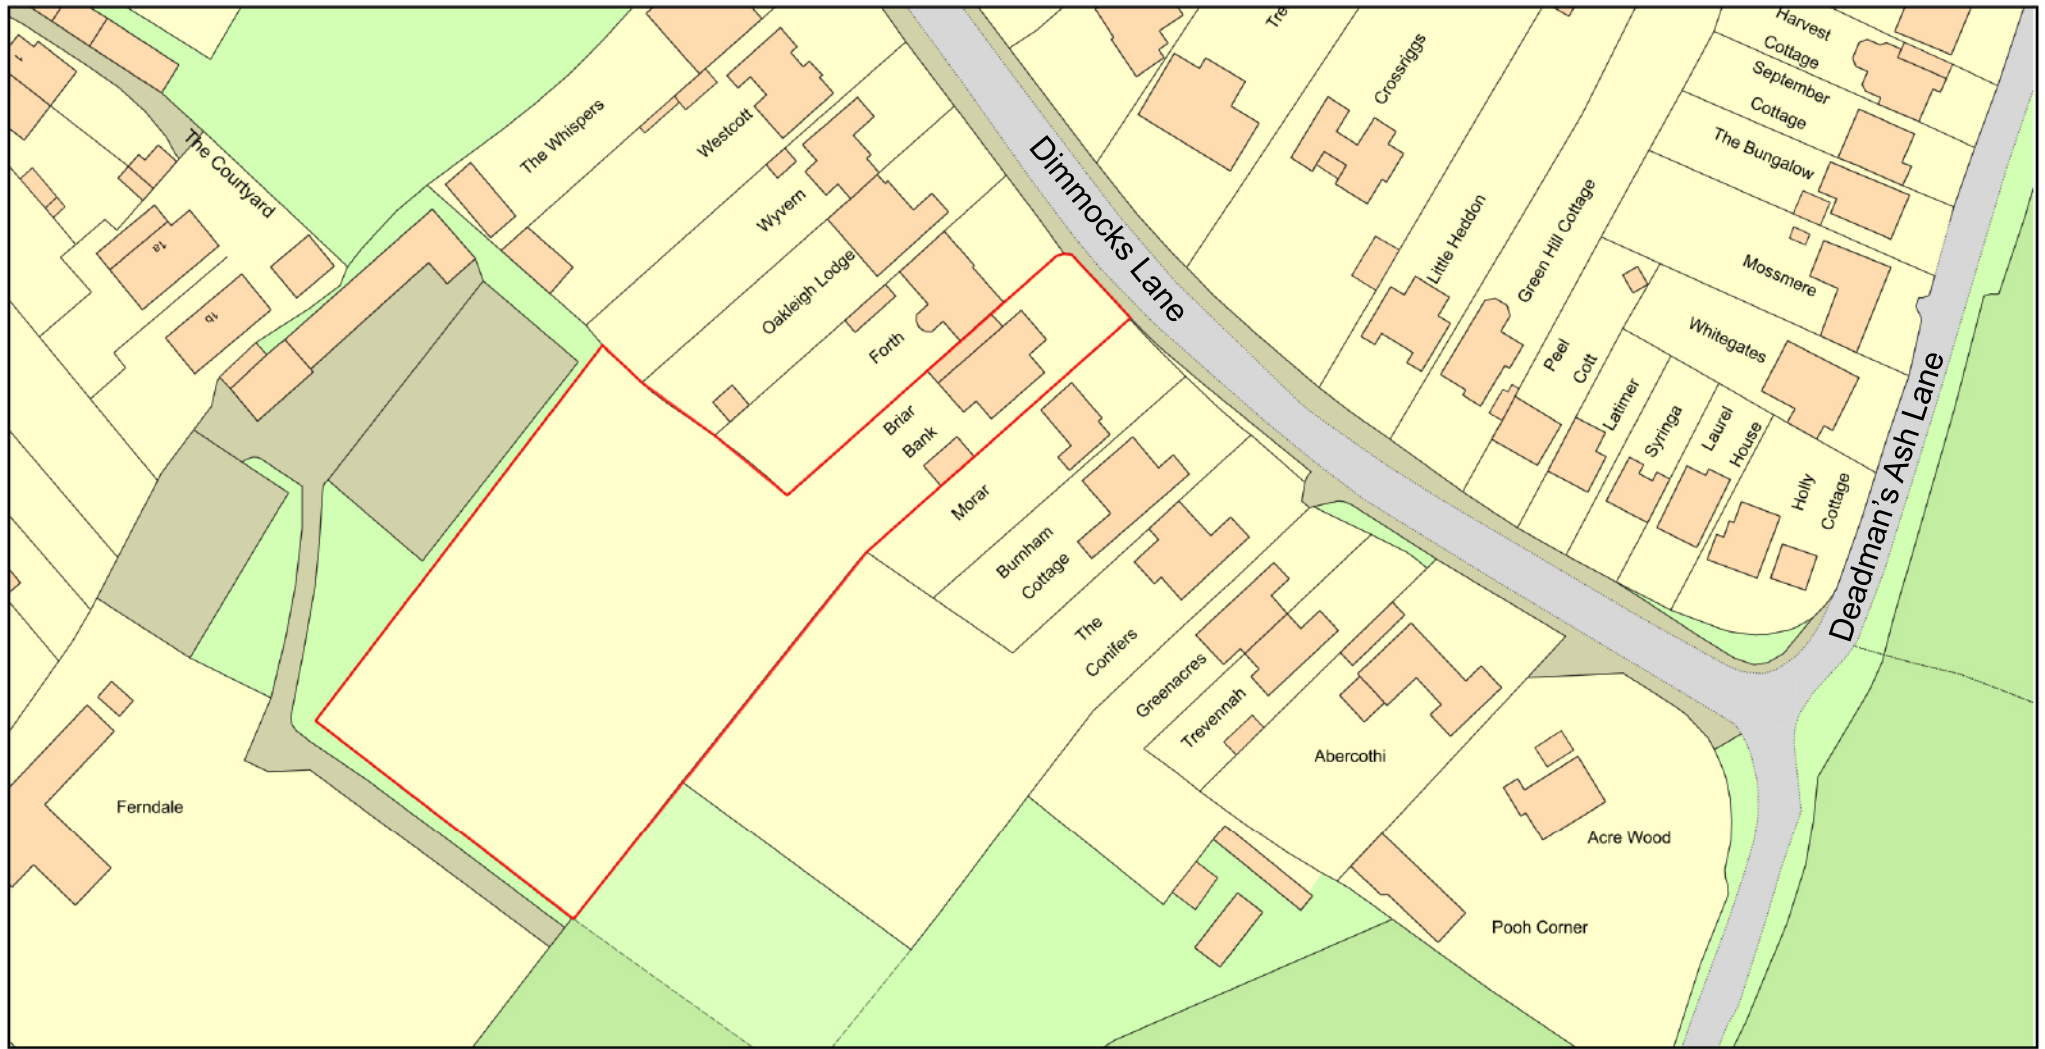 The Courtyard
1a
1b
The Whispers
Westcott
Wyvern
Oakleigh Lodge
Forth
Briar
Bank
Morar
Burnham
Cottage
The
Conifers
Greenacres
Trevennah
Abercothi
Acre Wood
Pooh Corner
Ferndale
Dimmocks Lane
Tre
Crossriggs
Little Heddon
Green Hill Cottage
Peel
Cott
Latimer
Syringa
Laurel
House
Holly
Cottage
Whitegates
Mossmere
The Bungalow
September
Cottage
Harvest
Cottage
Deadman's Ash Lane
1